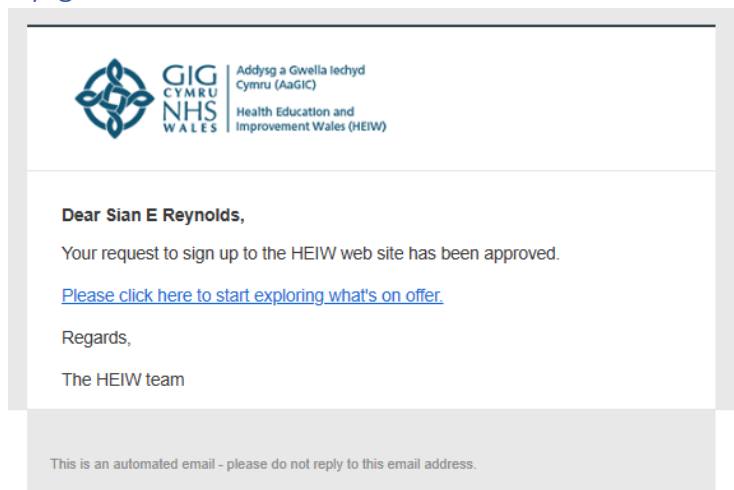 GIG
CYMRU
NHS
WALES
Addysg a Gwella Iechyd
Cymru (AaGIC)
Health Education and
Improvement Wales (HEIW)
Dear Sian E Reynolds,
Your request to sign up to the HEIW web site has been approved.
Please click here to start exploring what's on offer.
Regards,
The HEIW team
This is an automated email - please do not reply to this email address.